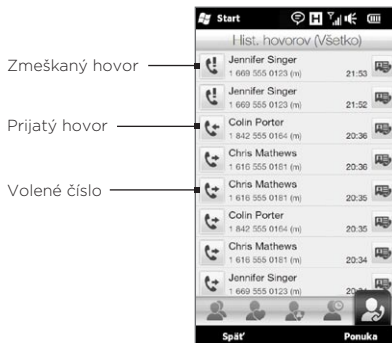 Start
Hist. hovorov (Všetko)
Zmeškaný hovor
Jennifer Singer
1 669 555 0123 (m) 21:53
Jennifer Singer
1 669 555 0123 (m) 21:52
Prijatý hovor
Colin Porter
1 842 555 0164 (m) 20:36
Chris Mathews
1 616 555 0181 (m) 20:36
Volené číslo
Chris Mathews
1 616 555 0181 (m) 20:35
Colin Porter
1 842 555 0164 (m) 20:35
Chris Mathews
1 616 555 0181 (m) 20:34
Jennifer Singer
1 669 555 0123 (m)
Späť Ponuka